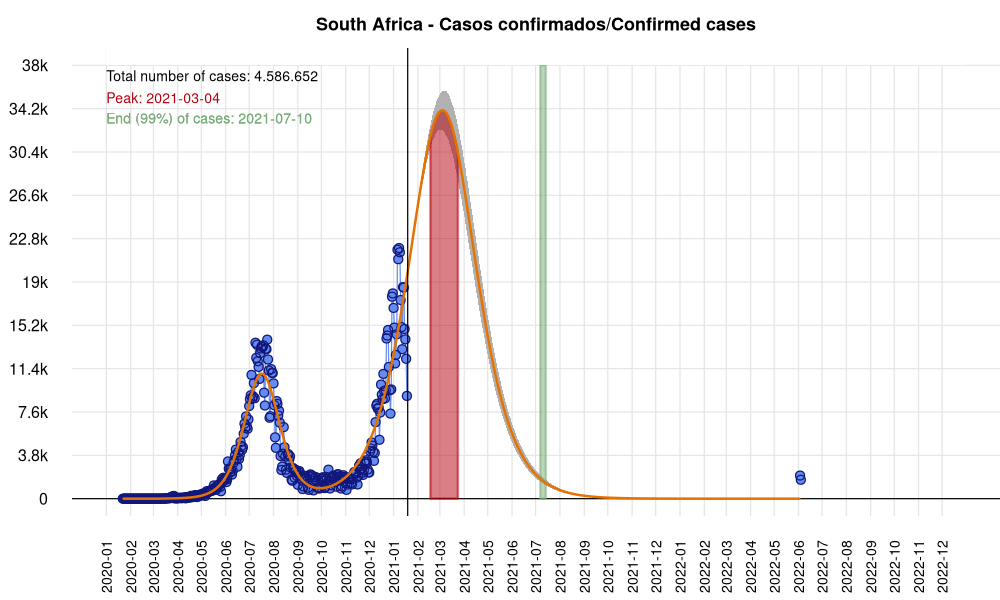 South Africa - Casos confirmados/Confirmed cases
38k
34.2k
30.4k
26.6k
22.8k
19k
15.2k
11.4k
7.6k
3.8k
0
Total number of cases: 4.586.652
Peak: 2021-03-04
End (99%) of cases: 2021-07-10
2020-01
2020-02
2020-03
2020-04
2020-05
2020-06
2020-07
2020-08
2020-09
2020-10
2020-11
2020-12
2021-01
2021-02
2021-03
2021-04
2021-05
2021-06
2021-07
2021-08
2021-09
2021-10
2021-11
2021-12
2022-01
2022-02
2022-03
2022-04
2022-05
2022-06
2022-07
2022-08
2022-09
2022-10
2022-11
2022-12